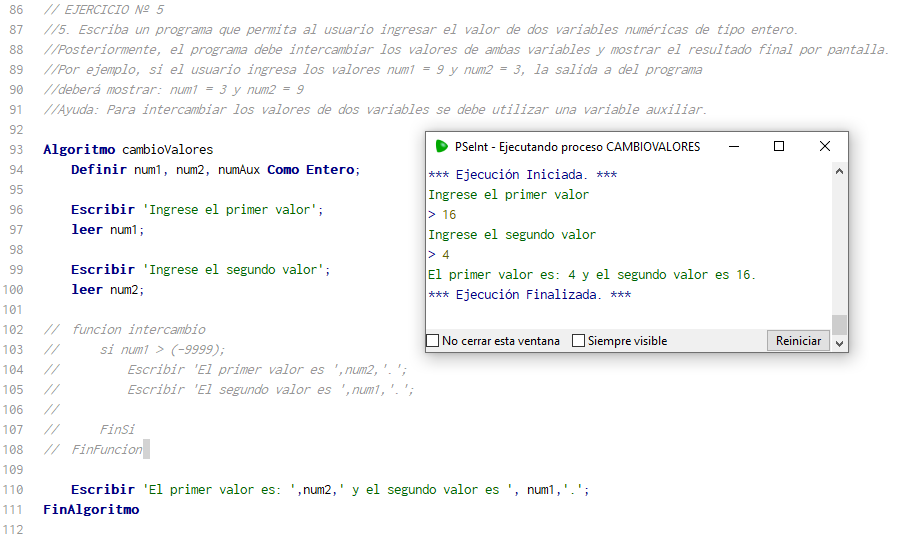 86 // EJERCICIO Nº 5
87 //5. Escriba un programa que permita al usuario ingresar el valor de dos variables numéricas de tipo entero.
88 //Posteriormente, el programa debe intercambiar los valores de ambas variables y mostrar el resultado final por pantalla.
89 //Por ejemplo, si el usuario ingresa los valores num1 = 9 y num2 = 3, la salida a del programa
90 //deberá mostrar: num1 = 3 y num2 = 9
91 //Ayuda: Para intercambiar los valores de dos variables se debe utilizar una variable auxiliar.
92
93 Algoritmo cambioValores
94 Definir num1, num2, numAux Como Entero;
95
96 Escribir 'Ingrese el primer valor';
97 leer num1;
98
99 Escribir 'Ingrese el segundo valor';
100 leer num2;
101
102 // funcion intercambio
103 // si num1 > (-9999);
104 // Escribir 'El primer valor es ',num2,'.';
105 // Escribir 'El segundo valor es ',num1,'.';
106 //
107 // FinSi
108 // FinFuncion
109
110 Escribir 'El primer valor es: ',num2,' y el segundo valor es ', num1,'.';
111 FinAlgoritmo
112
PSeInt - Ejecutando proceso CAMBIOVALORES
*** Ejecución Iniciada. ***
Ingrese el primer valor
> 16
Ingrese el segundo valor
> 4
El primer valor es: 4 y el segundo valor es 16.
*** Ejecución Finalizada. ***
No cerrar esta ventana Siempre visible Reiniciar